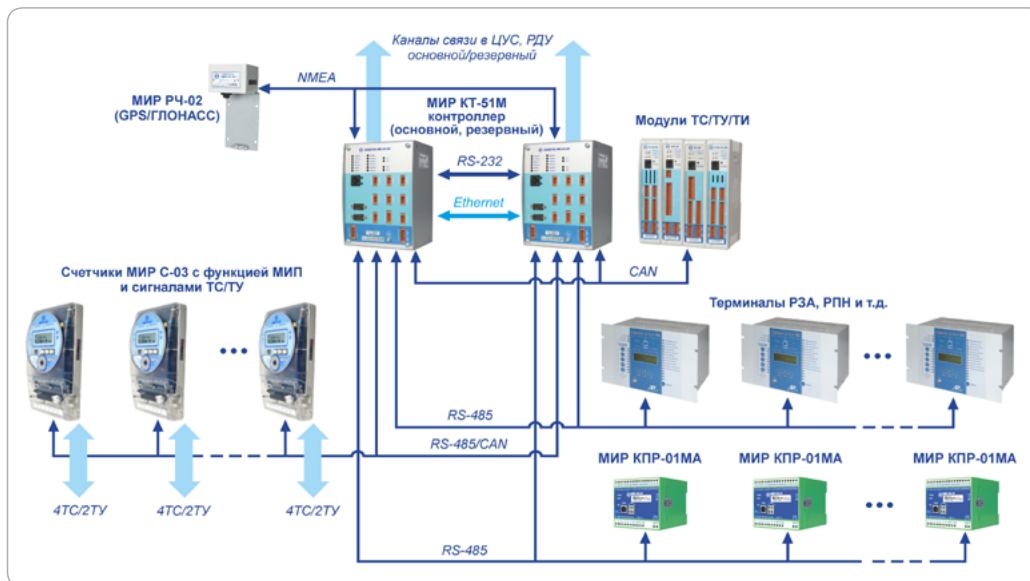 Каналы связи в ЦУС, РДУ
основной/резервный
NMEA
МИР РЧ-02
(GPS/ГЛОНАСС)
МИР КТ-51М
контроллер
(основной, резервный)
Модули ТС/ТУ/ТИ
RS-232
Ethernet
CAN
Счетчики МИР С-03 с функцией МИП
и сигналами ТС/ТУ
Терминалы РЗА, РПН и т.д.
RS-485
RS-485/CAN
МИР КПР-01МА
МИР КПР-01МА
МИР КПР-01МА
4ТС/2ТУ
4ТС/2ТУ
4ТС/2ТУ
RS-485